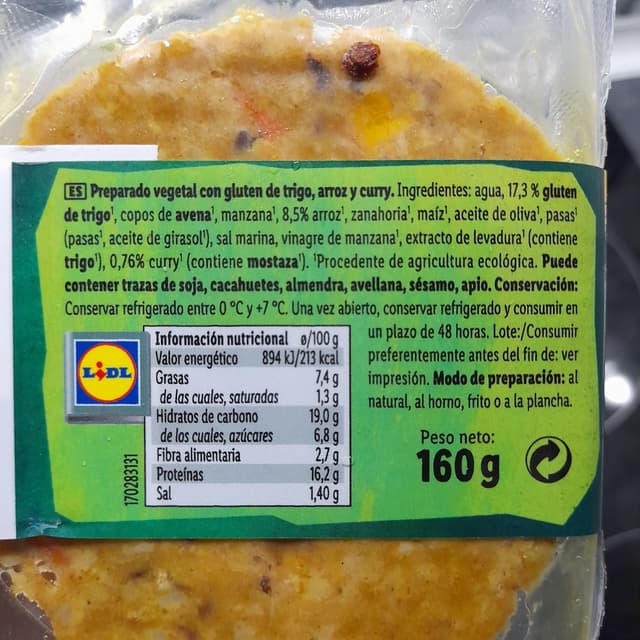 ES Preparado vegetal con gluten de trigo, arroz y curry. Ingredientes: agua, 17,3 % gluten
de trigo¹, copos de avena¹, manzana¹, 8,5% arroz¹, zanahoria¹, maíz¹, aceite de oliva¹, pasas¹
(pasas¹, aceite de girasol¹), sal marina, vinagre de manzana¹, extracto de levadura¹ (contiene
trigo¹), 0,76% curry¹ (contiene mostaza¹). ¹Procedente de agricultura ecológica. Puede
contener trazas de soja, cacahuetes, almendra, avellana, sésamo, apio. Conservación:
Conservar refrigerado entre 0 °C y +7 °C. Una vez abierto, conservar refrigerado y consumir en
un plazo de 48 horas. Lote:/Consumir
preferentemente antes del fin de: ver
impresión. Modo de preparación: al
natural, al horno, frito o a la plancha.
LIDL
Información nutricional ø/100 g
Valor energético 894 kJ/213 kcal
Grasas 7,4 g
de las cuales, saturadas 1,3 g
Hidratos de carbono 19,0 g
de los cuales, azúcares 6,8 g
Fibra alimentaria 2,7 g
Proteínas 16,2 g
Sal 1,40 g
170283131
Peso neto:
160 g